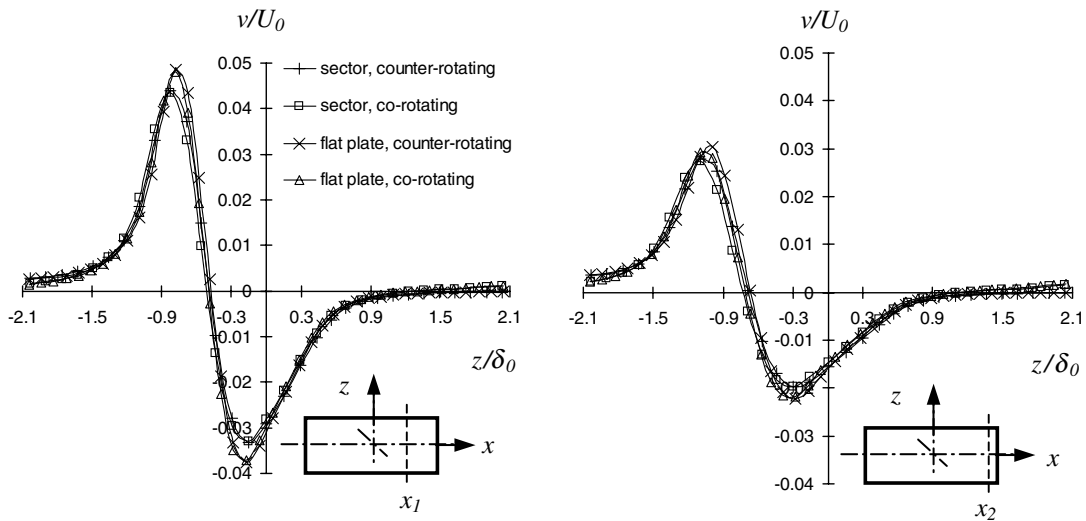 v/U0
0.05
0.04
0.03
0.02
0.01
0
-0.01
-0.02
-0.03
-0.04
-2.1 -1.5 -0.9 -0.3 0.3 0.9 1.5 2.1
sector, counter-rotating
sector, co-rotating
flat plate, counter-rotating
flat plate, co-rotating
z/δ0
z
x
x1
v/U0
0.05
0.04
0.03
0.02
0.01
0
-0.01
-0.02
-0.03
-0.04
-2.1 -1.5 -0.9 -0.3 0.3 0.9 1.5 2.1
z/δ0
z
x
x2